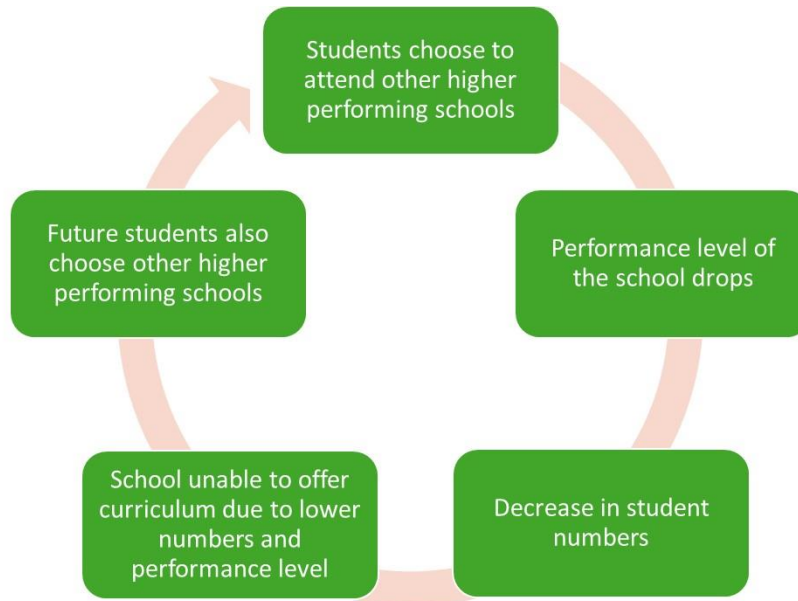 Students choose to
attend other higher
performing schools
Performance level of
the school drops
Decrease in student
numbers
School unable to offer
curriculum due to lower
numbers and
performance level
Future students also
choose other higher
performing schools